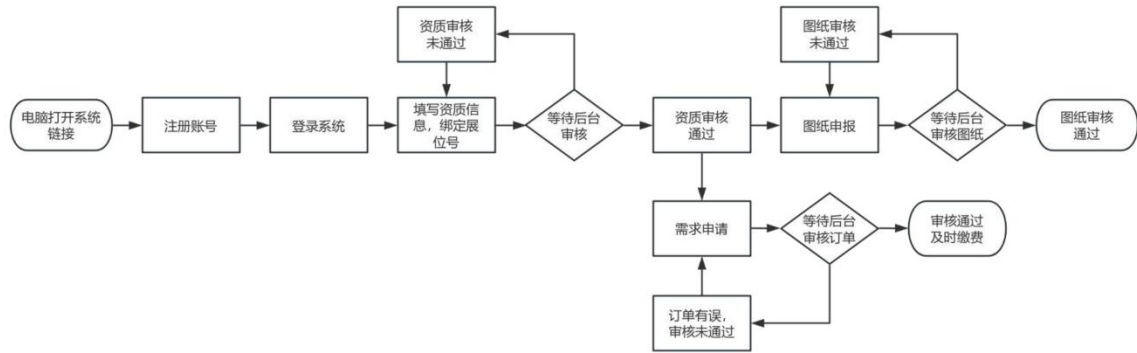 资质审核
未通过
图纸审核
未通过
电脑打开系统
链接
注册账号
登录系统
填写资质信
息，绑定展
位号
等待后台
审核
资质审核
通过
图纸申报
等待后台
审核图纸
图纸审核
通过
需求申请
等待后台
审核订单
审核通过
及时缴费
订单有误，
审核未通过